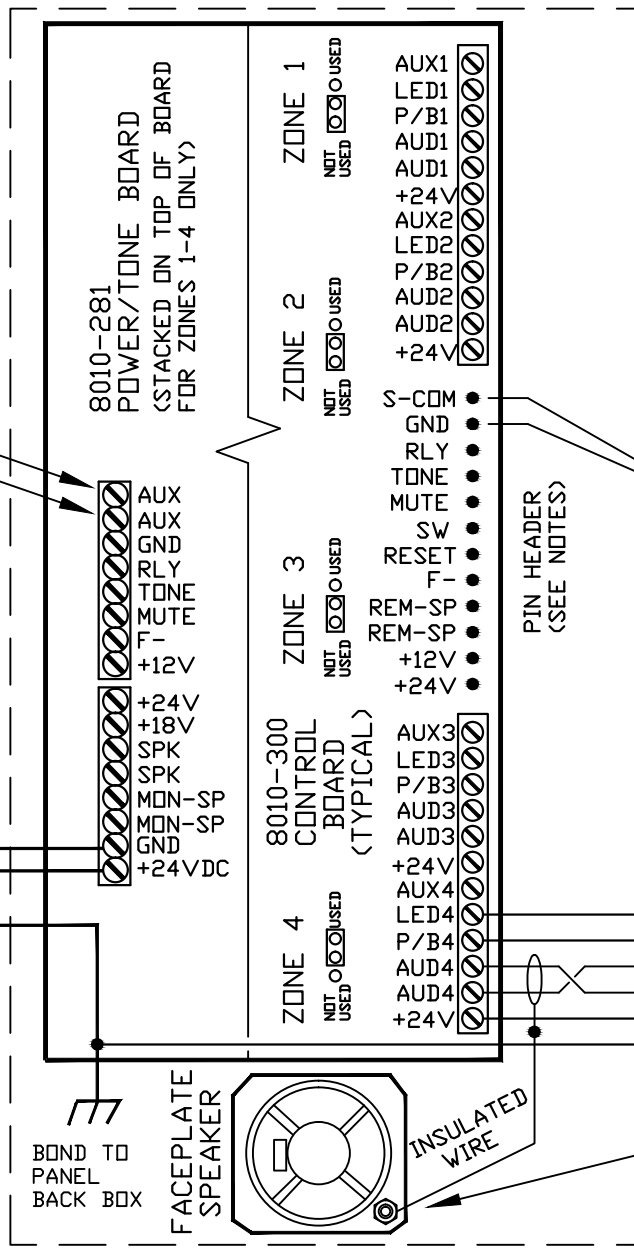 8010-281
POWER/TONE BOARD
(STACKED ON TOP OF BOARD
FOR ZONES 1-4 ONLY)
ZONE 1
NOT
USED
USED
AUX1
LED1
P/B1
AUD1
AUD1
+24V
AUX2
LED2
P/B2
AUD2
AUD2
+24V
ZONE 2
NOT
USED
USED
S-COM
GND
RLY
TONE
MUTE
SW
RESET
F-
REM-SP
REM-SP
+12V
+24V
PIN HEADER
(SEE NOTES)
AUX
AUX
GND
RLY
TONE
MUTE
F-
+12V
+24V
+18V
SPK
SPK
MON-SP
MON-SP
GND
+24VDC
ZONE 3
NOT
USED
USED
8010-300
CONTROL
BOARD
(TYPICAL)
AUX3
LED3
P/B3
AUD3
AUD3
+24V
AUX4
LED4
P/B4
AUD4
AUD4
+24V
ZONE 4
NOT
USED
USED
BOND TO
PANEL
BACK BOX
FACEPLATE
SPEAKER
INSULATED
WIRE